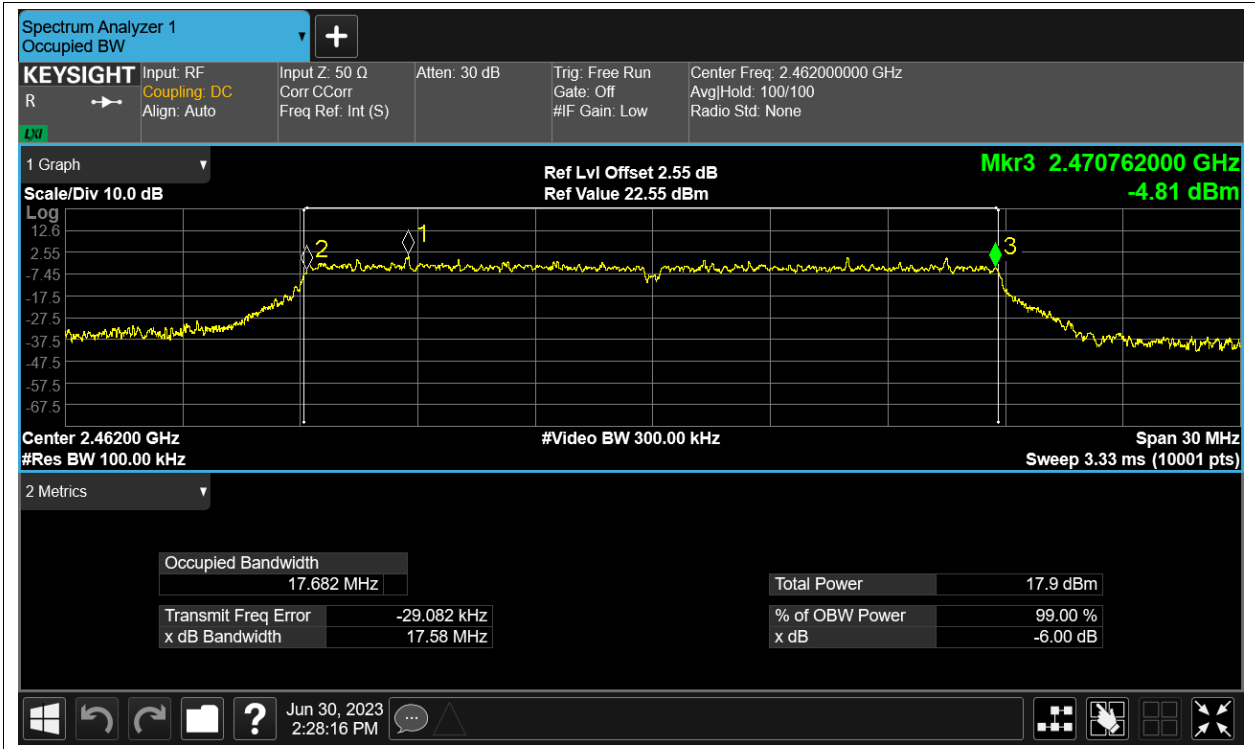 Spectrum Analyzer 1
Occupied BW
KEYSIGHT
R
LXI
Input: RF
Coupling: DC
Align: Auto
Input Z: 50 Ω
Corr CCorr
Freq Ref: Int (S)
Atten: 30 dB
Trig: Free Run
Gate: Off
#IF Gain: Low
Center Freq: 2.462000000 GHz
Avg|Hold: 100/100
Radio Std: None
1 Graph
Scale/Div 10.0 dB
Ref Lvl Offset 2.55 dB
Ref Value 22.55 dBm
Mkr3 2.470762000 GHz
-4.81 dBm
Log
12.6
2.55
-7.45
-17.5
-27.5
-37.5
-47.5
-57.5
-67.5
2
1
3
Center 2.46200 GHz
#Res BW 100.00 kHz
#Video BW 300.00 kHz
Span 30 MHz
Sweep 3.33 ms (10001 pts)
2 Metrics
Occupied Bandwidth
17.682 MHz
Transmit Freq Error -29.082 kHz
x dB Bandwidth 17.58 MHz
Total Power 17.9 dBm
% of OBW Power 99.00 %
x dB -6.00 dB
Jun 30, 2023
2:28:16 PM